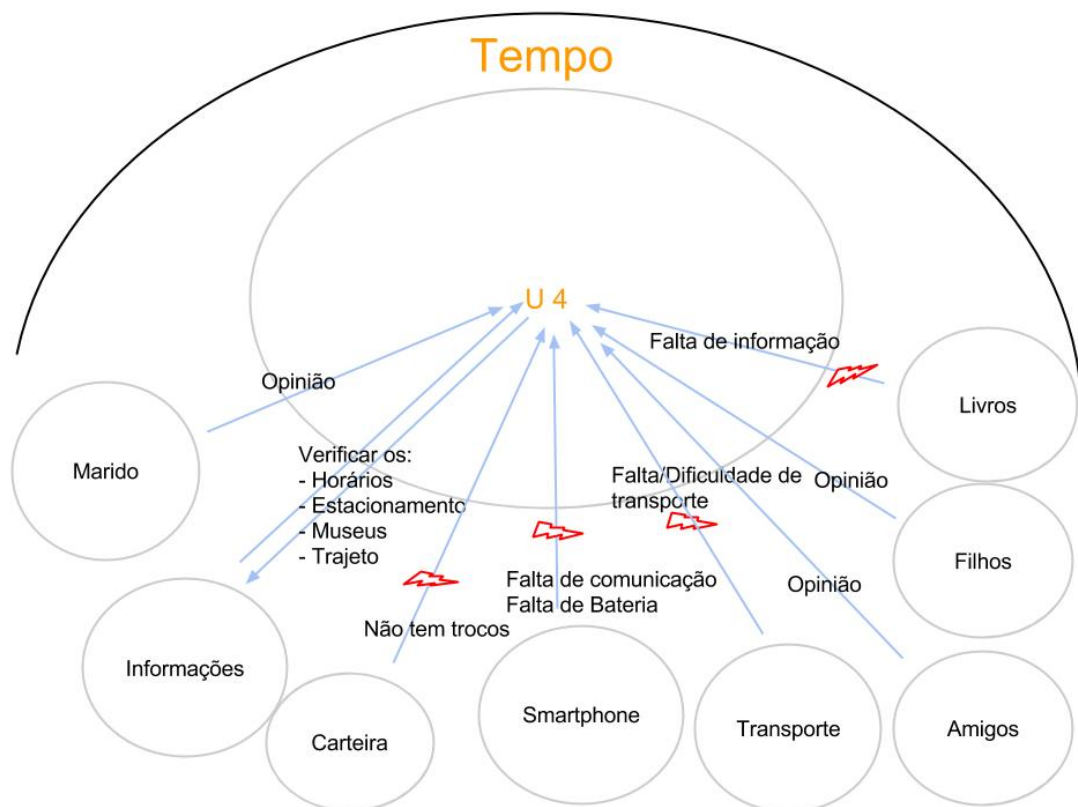 Tempo
U 4
Falta de informação
Opinião
Livros
Marido
Verificar os:
- Horários
- Estacionamento
- Museus
- Trajeto
Falta/Dificuldade de
transporte
Opinião
Filhos
Falta de comunicação
Falta de Bateria
Opinião
Não tem trocos
Informações
Carteira
Smartphone
Transporte
Amigos